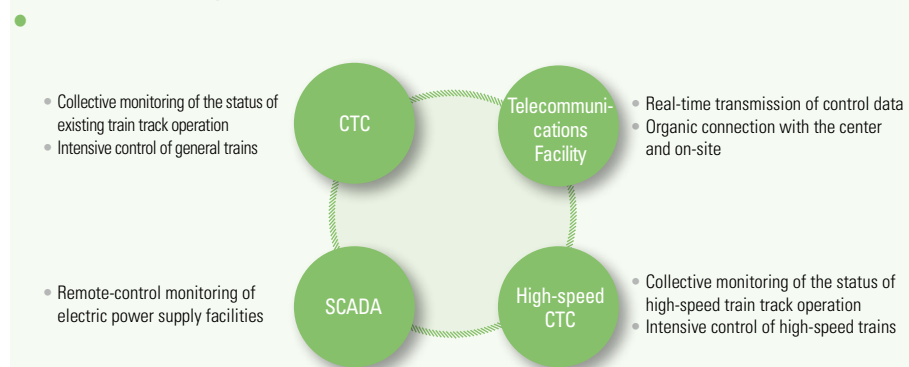 CTC
• Collective monitoring of the status of
existing train track operation
• Intensive control of general trains
Telecommuni-
cations
Facility
• Real-time transmission of control data
• Organic connection with the center
and on-site
SCADA
• Remote-control monitoring of
electric power supply facilities
High-speed
CTC
• Collective monitoring of the status of
high-speed train track operation
• Intensive control of high-speed trains